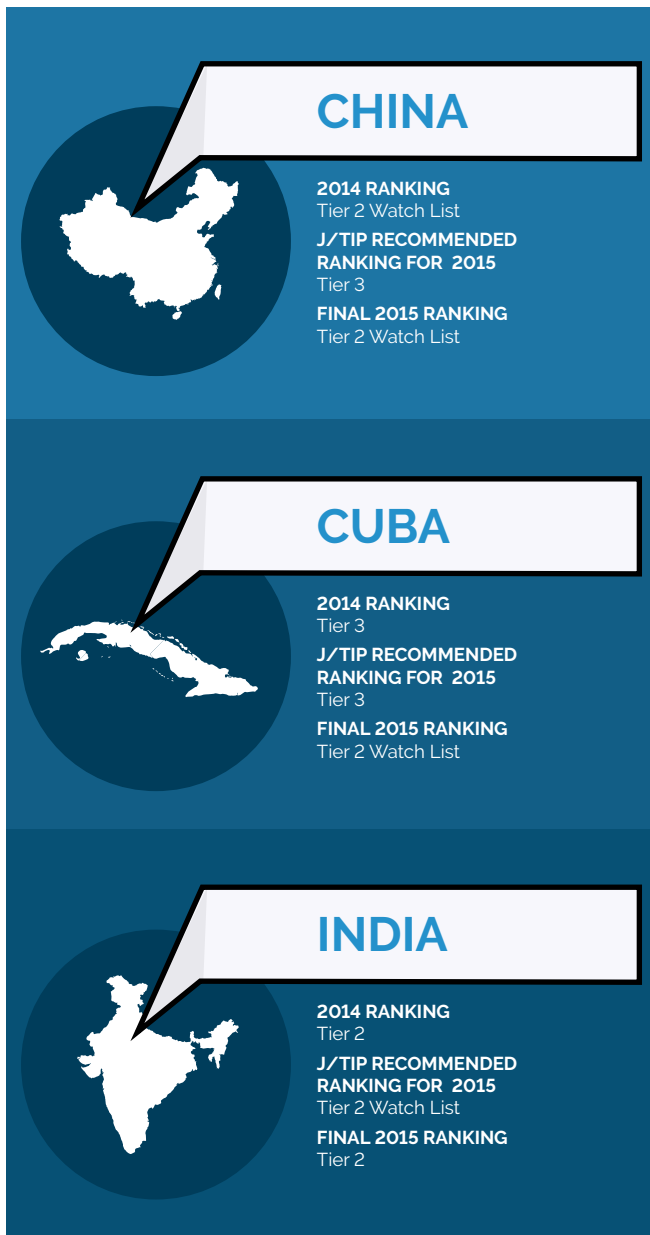 CHINA
2014 RANKING
Tier 2 Watch List
J/TIP RECOMMENDED
RANKING FOR 2015
Tier 3
FINAL 2015 RANKING
Tier 2 Watch List
CUBA
2014 RANKING
Tier 3
J/TIP RECOMMENDED
RANKING FOR 2015
Tier 3
FINAL 2015 RANKING
Tier 2 Watch List
INDIA
2014 RANKING
Tier 2
J/TIP RECOMMENDED
RANKING FOR 2015
Tier 2 Watch List
FINAL 2015 RANKING
Tier 2